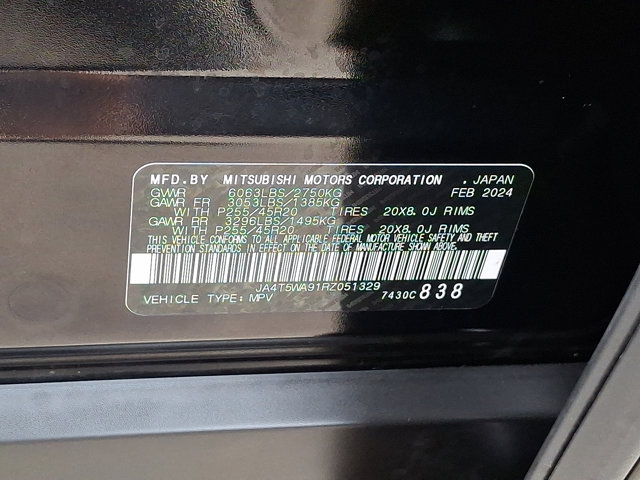 MFD.BY MITSUBISHI MOTORS CORPORATION . JAPAN
GVWR 6063LBS/2750KG FEB 2024
GAWR FR 3053LBS/1385KG
WITH P255/45R20 TIRES 20X8.0J RIMS
GAWR RR 3296LBS/1495KG
WITH P255/45R20 TIRES 20X8.0J RIMS
THIS VEHICLE CONFORMS TO ALL APPLICABLE FEDERAL MOTOR VEHICLE SAFETY AND THEFT
PREVENTION STANDARDS IN EFFECT ON THE DATE OF MANUFACTURE SHOWN ABOVE.
JA4T5WA91RZ051329
VEHICLE TYPE: MPV 7430C 838